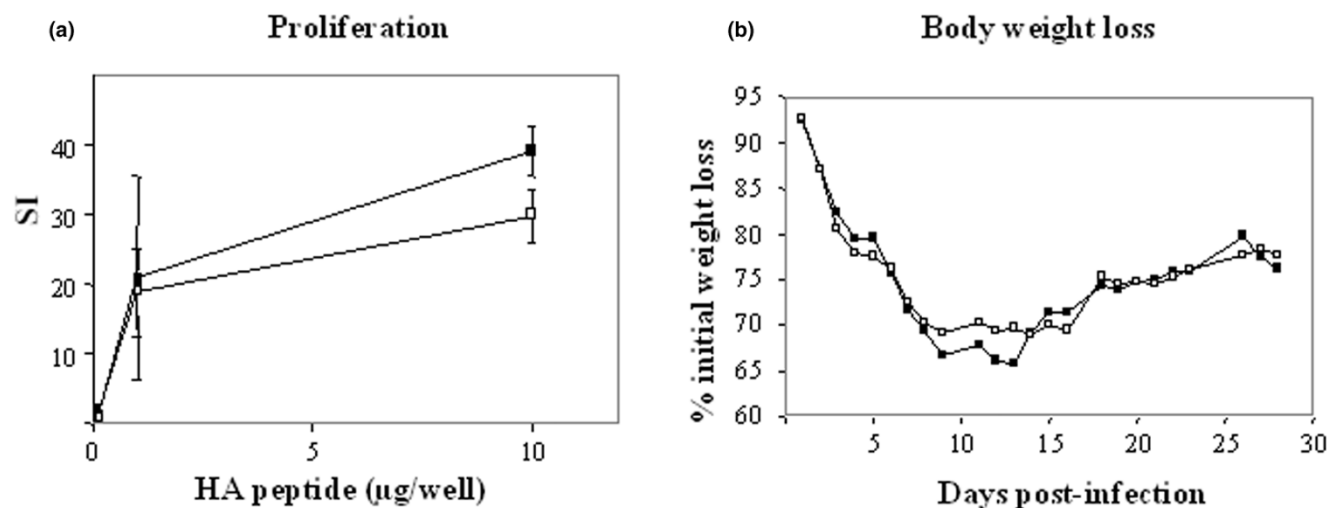 (a)
Proliferation
SI
40
30
20
10
0
5
10
HA peptide (µg/well)
(b)
Body weight loss
% initial weight loss
95
90
85
80
75
70
65
60
5
10
15
20
25
30
Days post-infection